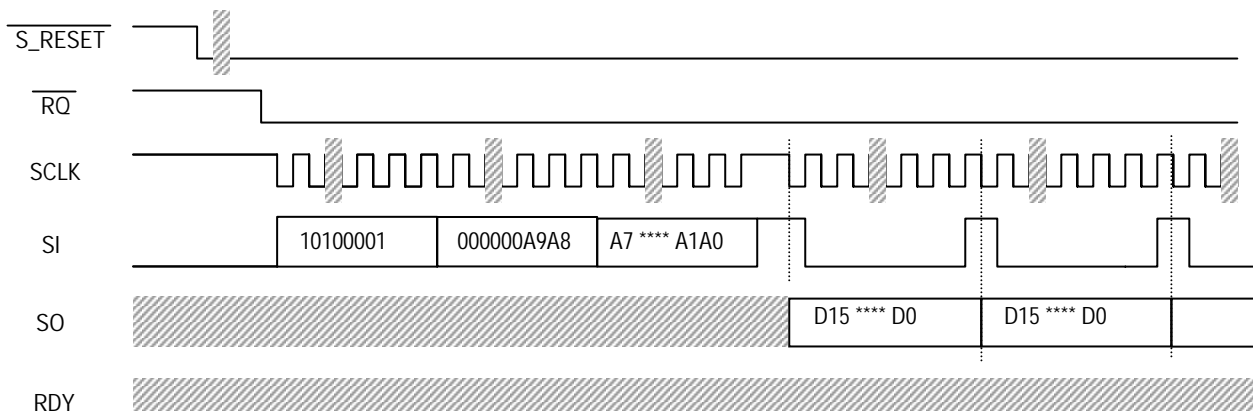 S_RESET
RQ
SCLK
SI
10100001
000000A9A8
A7 **** A1A0
SO
D15 **** D0
D15 **** D0
RDY